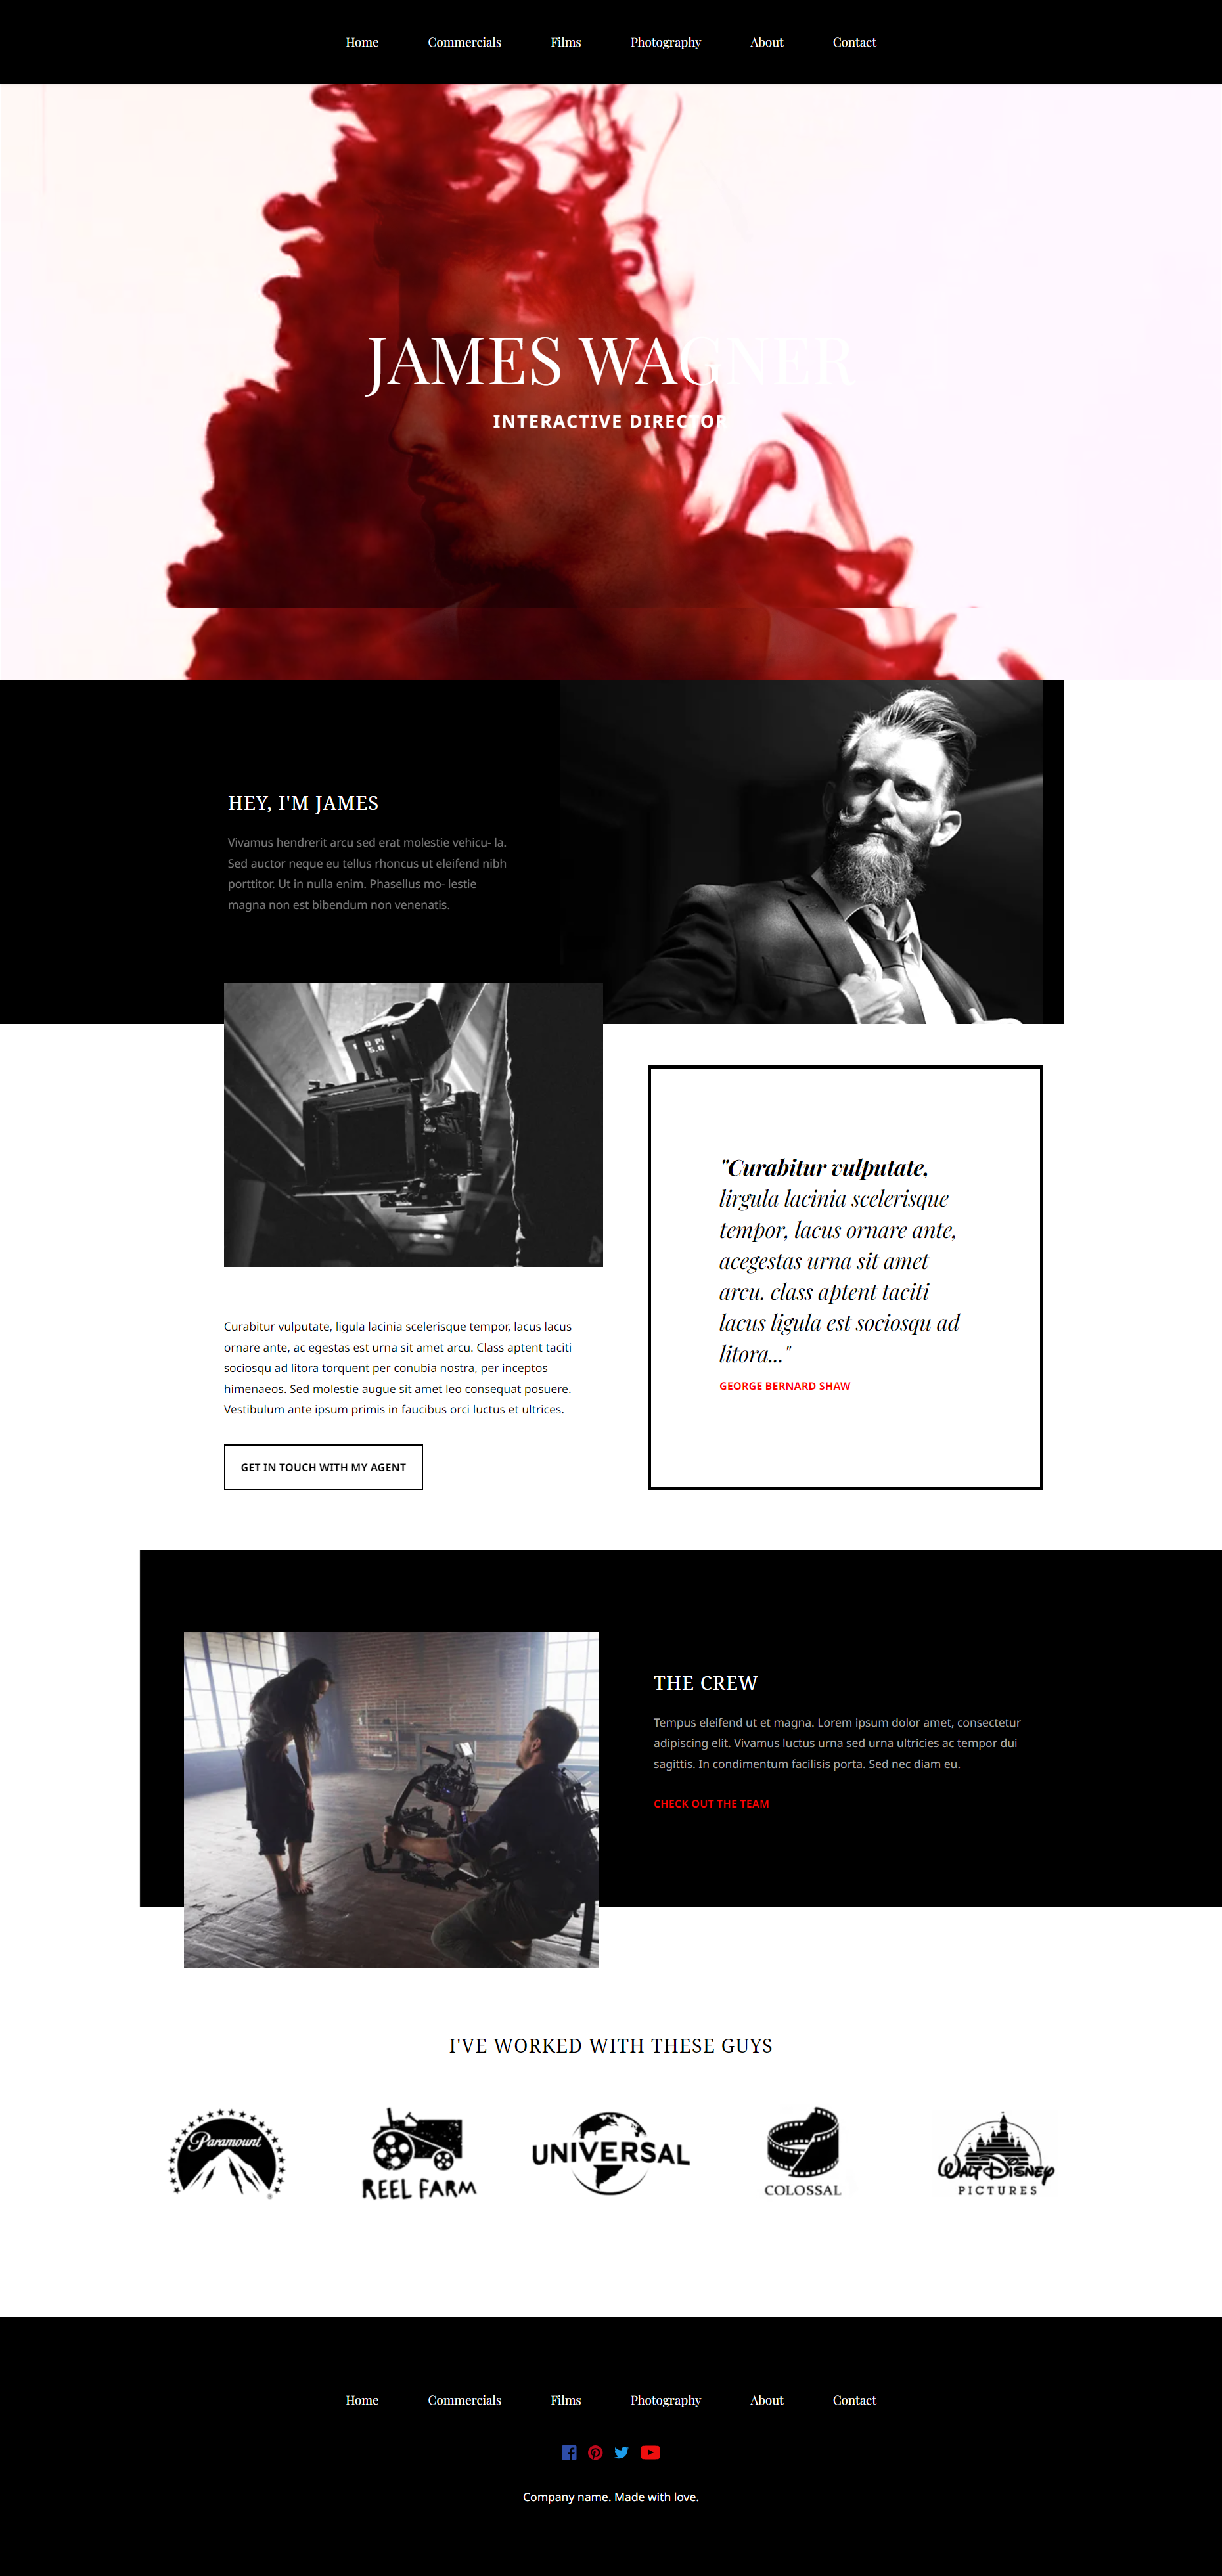 Home Commercials Films Photography About Contact
JAMES WAGNER
INTERACTIVE DIRECTOR
HEY, I'M JAMES
Vivamus hendrerit arcu sed erat molestie vehicu- la.
Sed auctor neque eu tellus rhoncus ut eleifend nibh
porttitor. Ut in nulla enim. Phasellus mo- lestie
magna non est bibendum non venenatis.
"Curabitur vulputate,
lirgula lacinia scelerisque
tempor, lacus ornare ante,
acegestas urna sit amet
arcu. class aptent taciti
lacus ligula est sociosqu ad
litora..."
GEORGE BERNARD SHAW
Curabitur vulputate, ligula lacinia scelerisque tempor, lacus lacus
ornare ante, ac egestas est urna sit amet arcu. Class aptent taciti
sociosqu ad litora torquent per conubia nostra, per inceptos
himenaeos. Sed molestie augue sit amet leo consequat posuere.
Vestibulum ante ipsum primis in faucibus orci luctus et ultrices.
GET IN TOUCH WITH MY AGENT
THE CREW
Tempus eleifend ut et magna. Lorem ipsum dolor amet, consectetur
adipiscing elit. Vivamus luctus urna sed urna ultricies ac tempor dui
sagittis. In condimentum facilisis porta. Sed nec diam eu.
CHECK OUT THE TEAM
I'VE WORKED WITH THESE GUYS
Paramount
REEL FARM
UNIVERSAL
COLOSSAL
WALT DISNEY
PICTURES
Home Commercials Films Photography About Contact
Company name. Made with love.